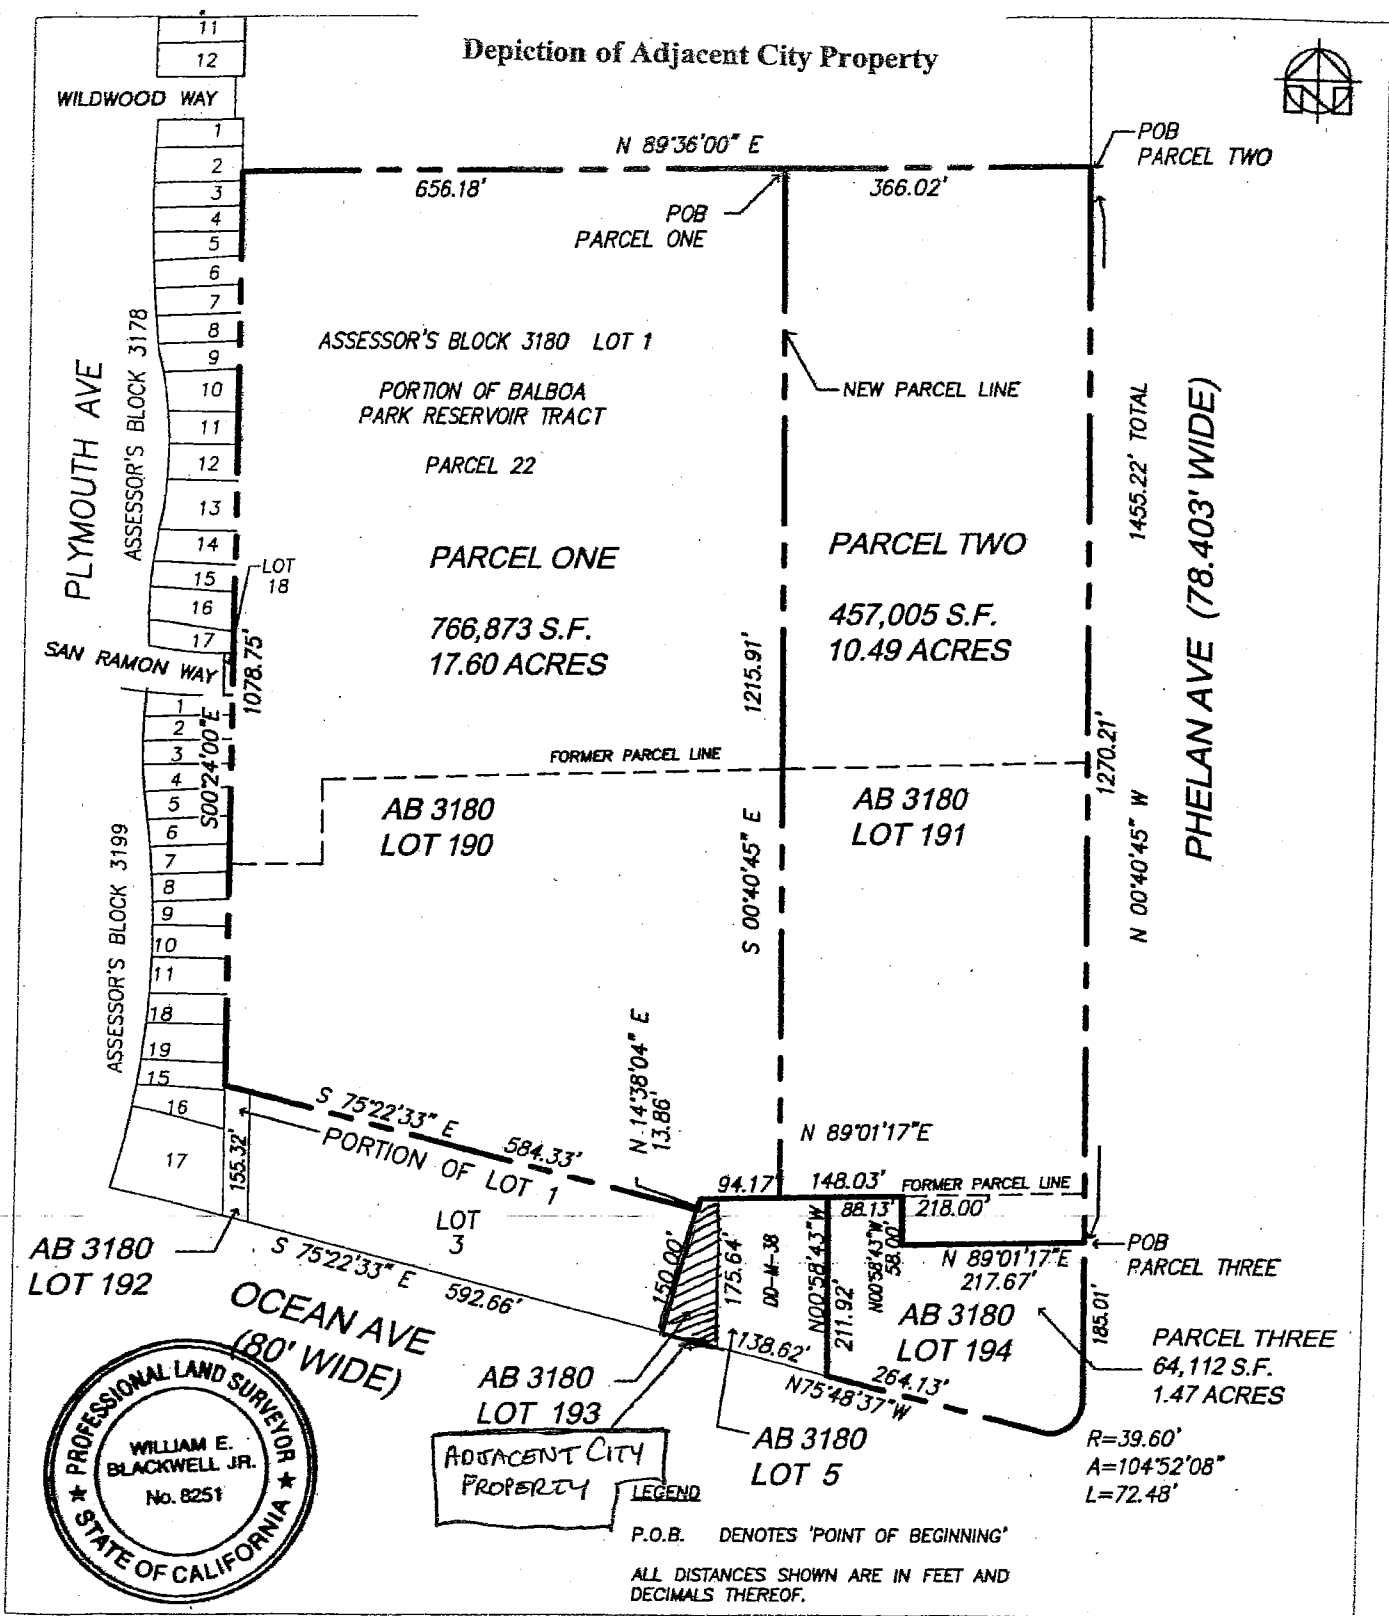 Depiction of Adjacent City Property
11
12
WILDWOOD WAY
1
2
3
4
5
6
7
8
9
10
11
12
13
14
15
16
17
PLYMOUTH AVE
ASSESSOR'S BLOCK 3178
LOT
18
SAN RAMON WAY
1
2
3
4
5
6
7
8
9
10
11
18
19
15
16
17
ASSESSOR'S BLOCK 3199
S00°24'00"E
1078.75'
N 89°36'00" E
656.18'
366.02'
POB
PARCEL ONE
POB
PARCEL TWO
ASSESSOR'S BLOCK 3180 LOT 1
PORTION OF BALBOA
PARK RESERVOIR TRACT
PARCEL 22
NEW PARCEL LINE
PARCEL ONE
766,873 S.F.
17.60 ACRES
PARCEL TWO
457,005 S.F.
10.49 ACRES
1215.91'
S 00°40'45" E
1455.22' TOTAL
1270.21'
N 00°40'45" W
PHELAN AVE (78.403' WIDE)
FORMER PARCEL LINE
AB 3180
LOT 190
AB 3180
LOT 191
N 14°38'04" E
13.86'
N 89°01'17"E
S 75°22'33" E
584.33'
PORTION OF LOT 1
155.32'
94.17'
148.03'
FORMER PARCEL LINE
88.13'
218.00'
LOT
3
150.00'
175.64'
DD-M-38
N00°58'43"W
211.92'
N00°58'43"W
58.00'
N 89°01'17"E
217.67'
POB
PARCEL THREE
185.01'
AB 3180
LOT 192
S 75°22'33" E
592.66'
OCEAN AVE
(80' WIDE)
AB 3180
LOT 194
PARCEL THREE
64,112 S.F.
1.47 ACRES
138.62'
264.13'
N75°48'37"W
AB 3180
LOT 193
AB 3180
LOT 5
R=39.60'
A=104°52'08"
L=72.48'
ADJACENT CITY
PROPERTY
PROFESSIONAL LAND SURVEYOR
WILLIAM E.
BLACKWELL JR.
No. 8251
STATE OF CALIFORNIA
LEGEND
P.O.B. DENOTES 'POINT OF BEGINNING'
ALL DISTANCES SHOWN ARE IN FEET AND
DECIMALS THEREOF.